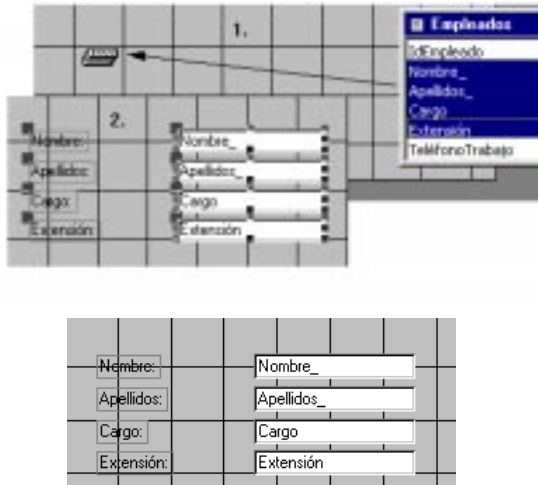 1.
Empleados
IdEmpleado
Nombre_
Apellidos_
Cargo
Extensión
TeléfonoTrabajo
2.
Nombre: Nombre_
Apellidos: Apellidos_
Cargo: Cargo
Extensión: Extensión
Nombre: Nombre_
Apellidos: Apellidos_
Cargo: Cargo
Extensión: Extensión